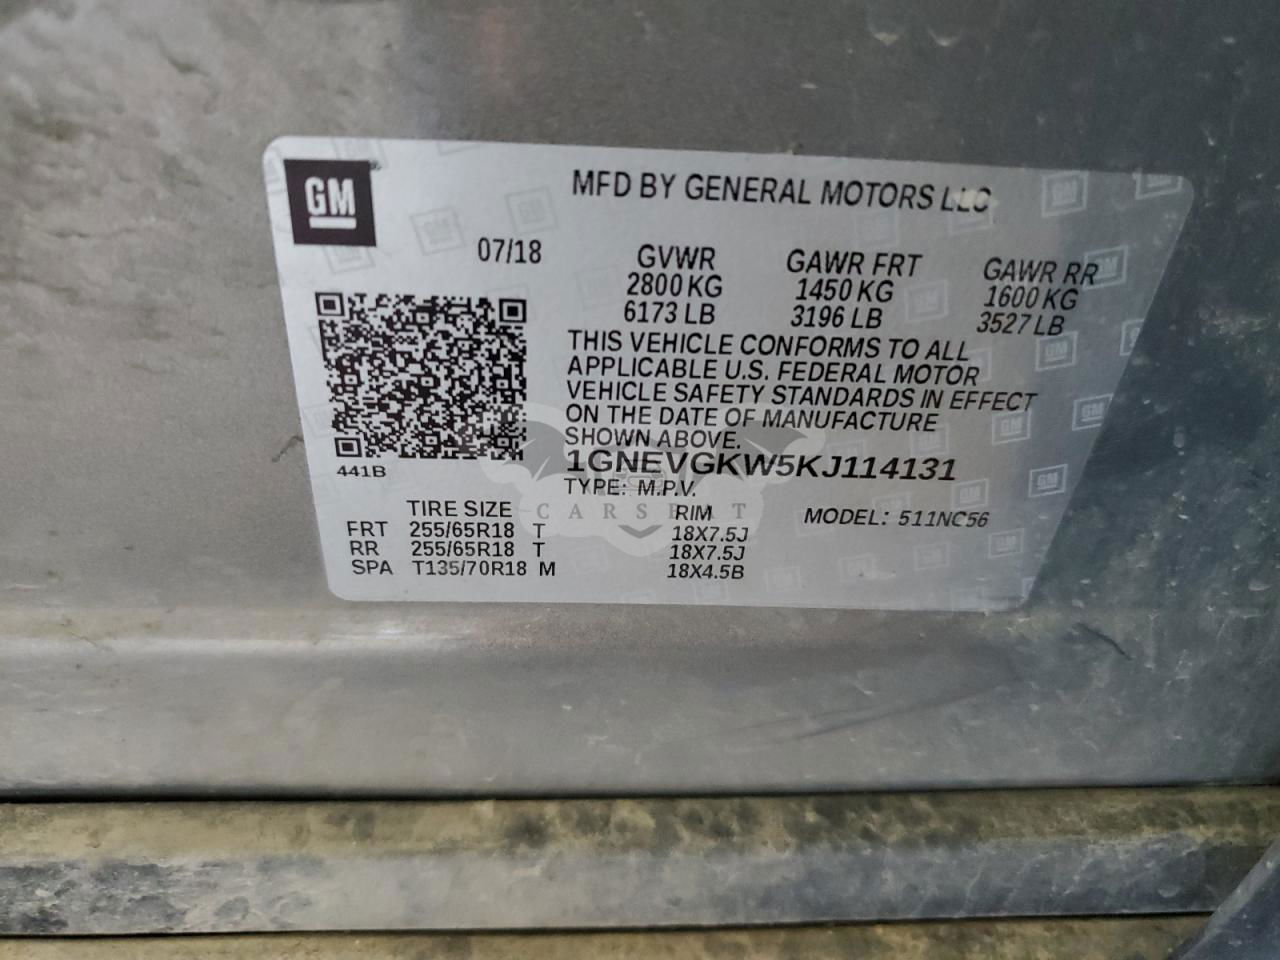 GM
MFD BY GENERAL MOTORS LLC
07/18
GVWR
2800 KG
6173 LB
GAWR FRT
1450 KG
3196 LB
GAWR RR
1600 KG
3527 LB
THIS VEHICLE CONFORMS TO ALL
APPLICABLE U.S. FEDERAL MOTOR
VEHICLE SAFETY STANDARDS IN EFFECT
ON THE DATE OF MANUFACTURE
SHOWN ABOVE.
441B
1GNEVGKW5KJ114131
TYPE: M.P.V.
CARSBAT
MODEL: 511NC56
TIRE SIZE RIM
FRT 255/65R18 T 18X7.5J
RR 255/65R18 T 18X7.5J
SPA T135/70R18 M 18X4.5B